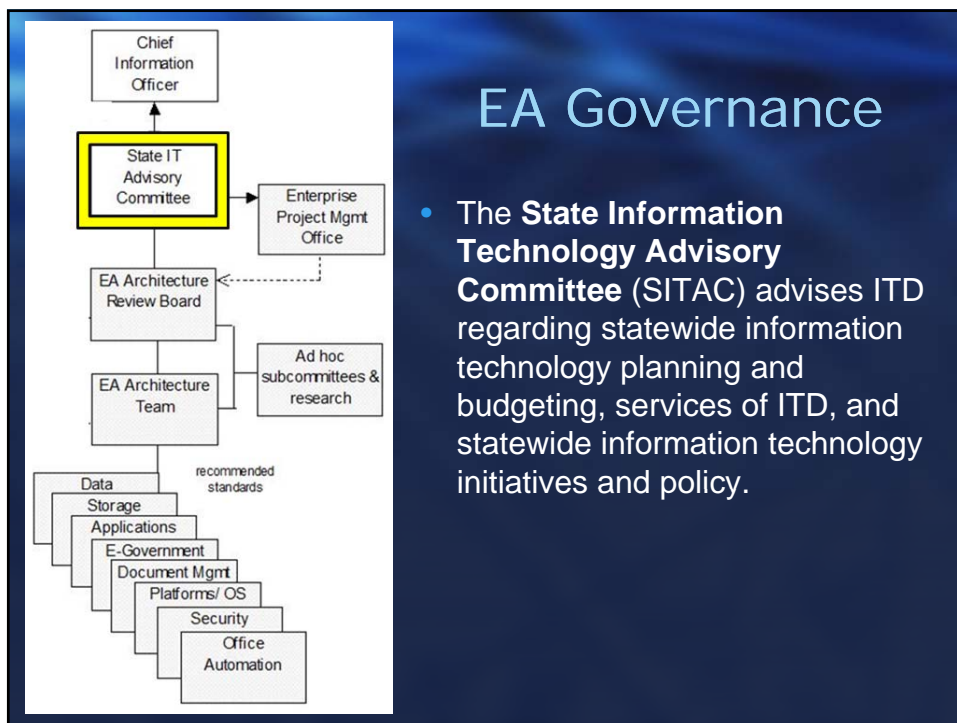 Chief
Information
Officer
State IT
Advisory
Committee
Enterprise
Project Mgmt
Office
EA Architecture
Review Board
Ad hoc
subcommittees &
research
EA Architecture
Team
recommended
standards
Data
Storage
Applications
E-Government
Document Mgmt
Platforms/ OS
Security
Office
Automation
EA Governance
• The State Information
Technology Advisory
Committee (SITAC) advises ITD
regarding statewide information
technology planning and
budgeting, services of ITD, and
statewide information technology
initiatives and policy.